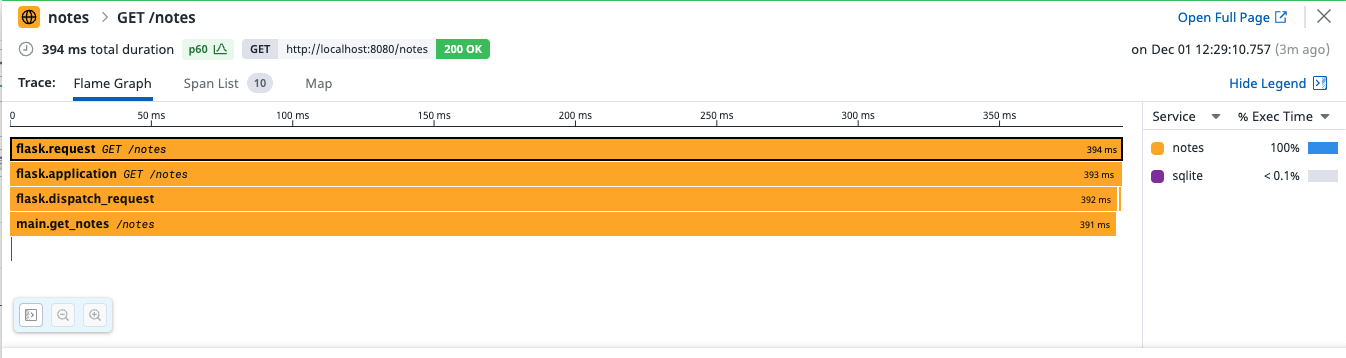 notes > GET /notes
Open Full Page
394 ms total duration p60 GET http://localhost:8080/notes 200 OK
on Dec 01 12:29:10.757 (3m ago)
Trace: Flame Graph Span List 10 Map
Hide Legend
0 50 ms 100 ms 150 ms 200 ms 250 ms 300 ms 350 ms
Service % Exec Time
flask.request GET /notes 394 ms
flask.application GET /notes 393 ms
flask.dispatch_request 392 ms
main.get_notes /notes 391 ms
notes 100%
sqlite < 0.1%